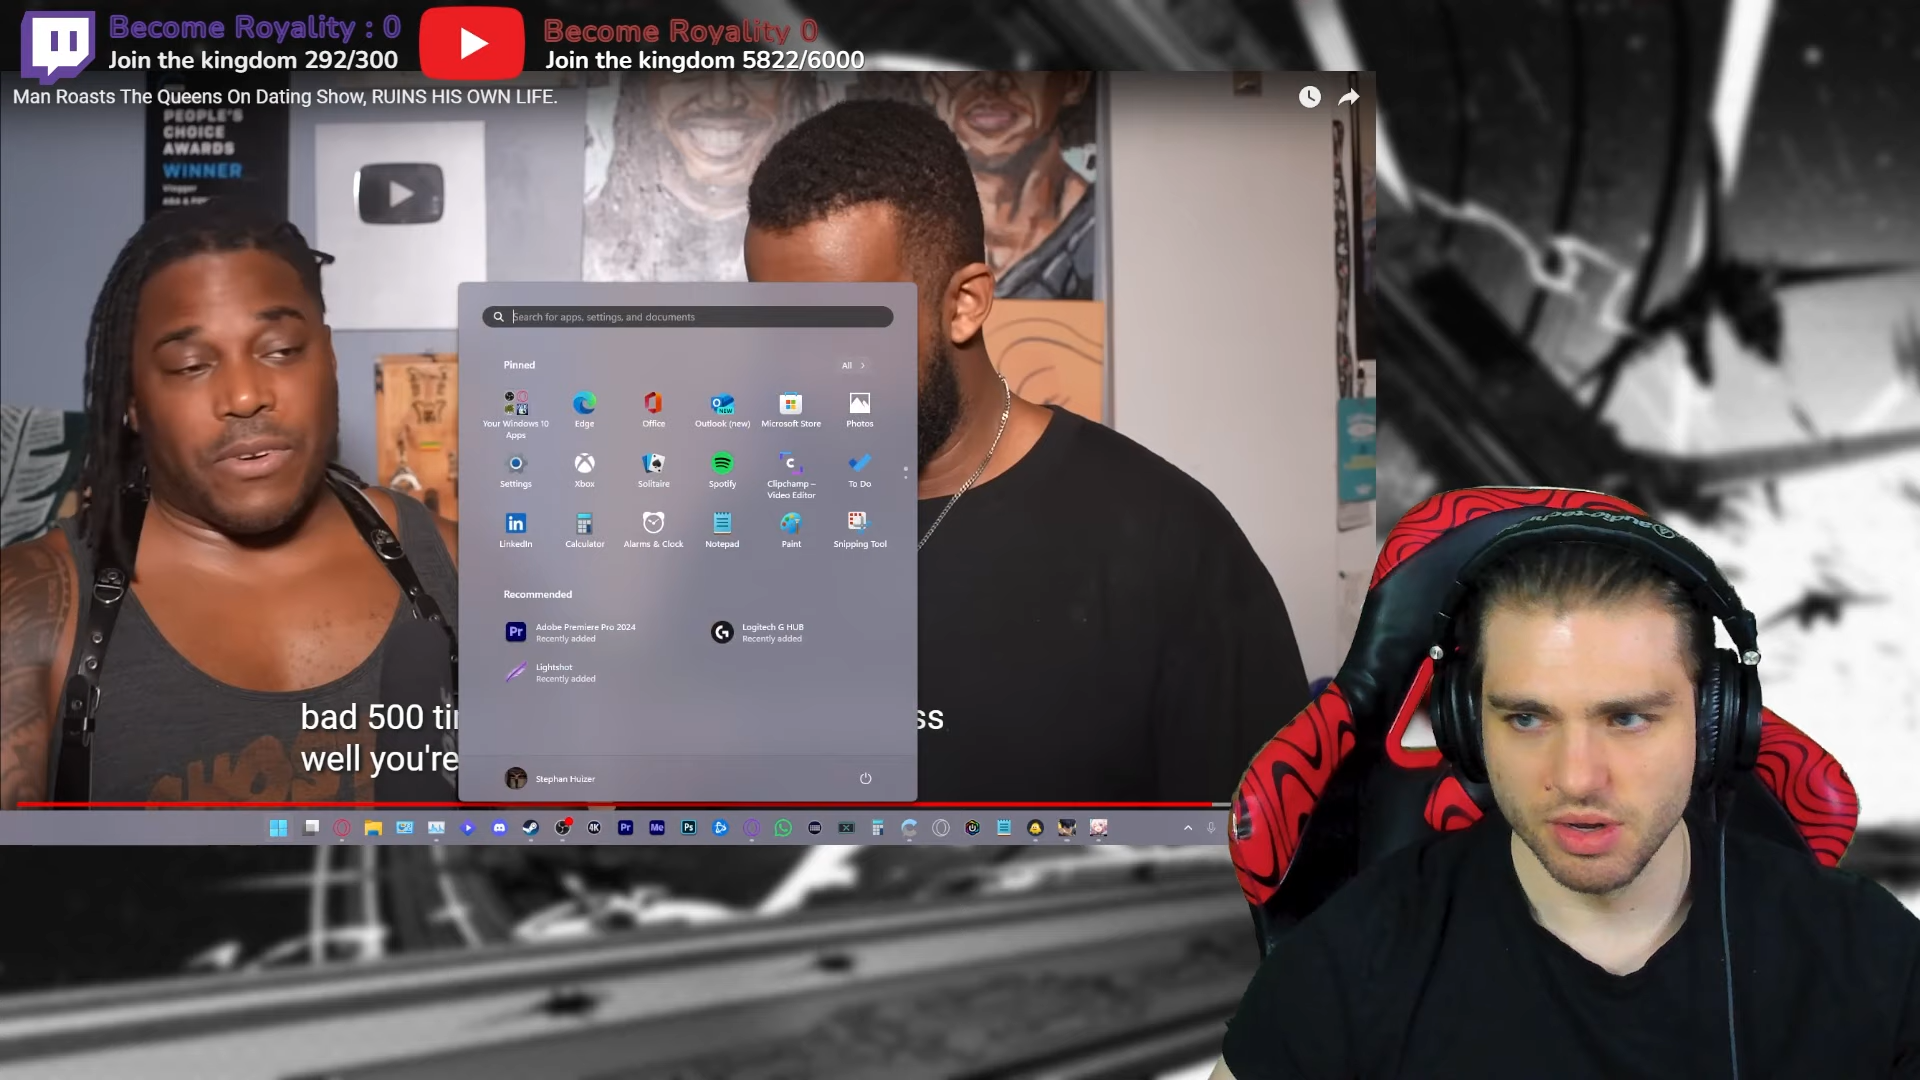 Become Royality : 0
Join the kingdom 292/300
Become Royality 0
Join the kingdom 5822/6000
Man Roasts The Queens On Dating Show, RUINS HIS OWN LIFE.
PEOPLE'S
CHOICE
AWARDS
WINNER
Search for apps, settings, and documents
Pinned
All
Your Windows 10
Apps
Edge
Office
Outlook (new)
Microsoft Store
Photos
Settings
Xbox
Solitaire
Spotify
Clipchamp –
Video Editor
To Do
LinkedIn
Calculator
Alarms & Clock
Notepad
Paint
Snipping Tool
Recommended
Adobe Premiere Pro 2024
Recently added
Logitech G HUB
Recently added
Lightshot
Recently added
bad 500 ti
ss
well you're
Stephan Huizer
audio-technica